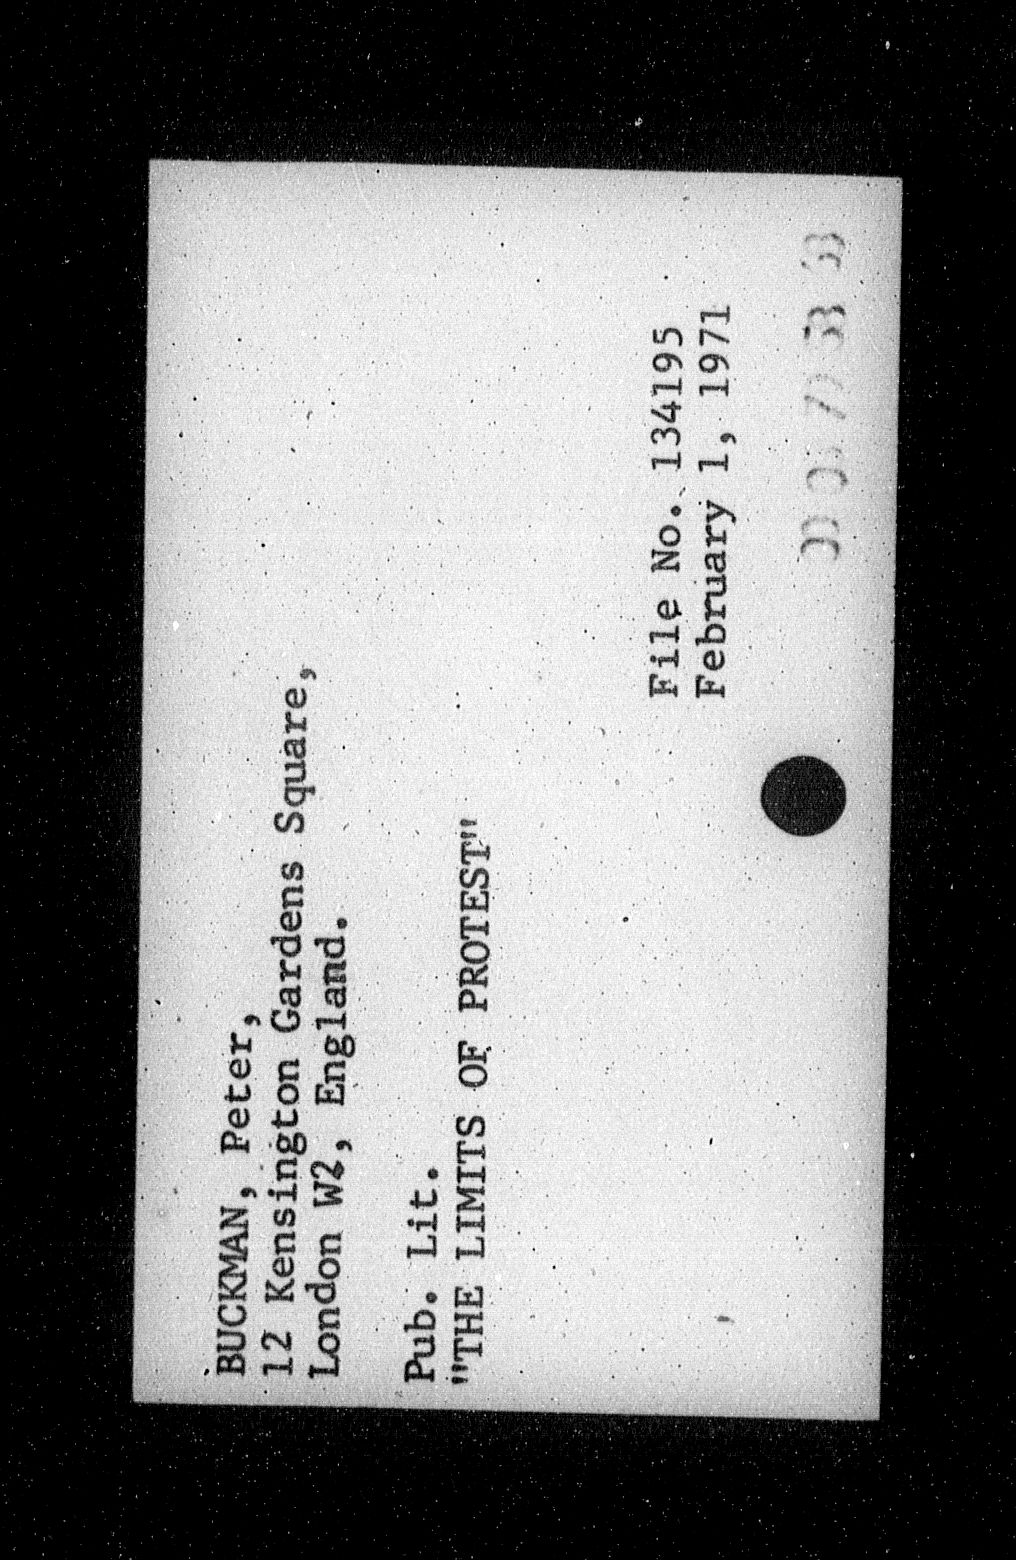 BUCKMAN, Peter,
12 Kensington Gardens Square,
London W2, England.
Pub. Lit.
"THE LIMITS OF PROTEST"
File No. 134195
February 1, 1971